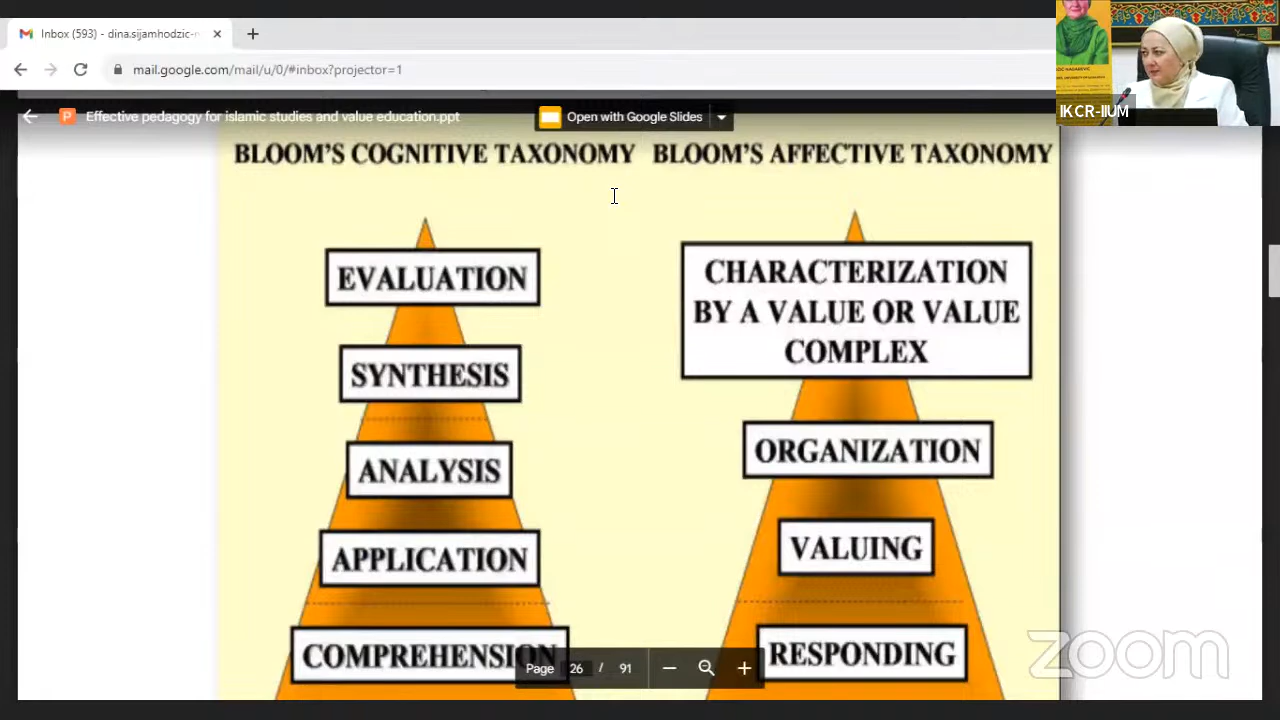 Inbox (593) - dina.sijamhodzic-
mail.google.com/mail/u/0/#inbox?projector=1
Effective pedagogy for islamic studies and value education.ppt
Open with Google Slides
IKCR-IIUM
BLOOM'S COGNITIVE TAXONOMY
EVALUATION
SYNTHESIS
ANALYSIS
APPLICATION
COMPREHENSION
BLOOM'S AFFECTIVE TAXONOMY
CHARACTERIZATION
BY A VALUE OR VALUE
COMPLEX
ORGANIZATION
VALUING
RESPONDING
Page 26 / 91
zoom